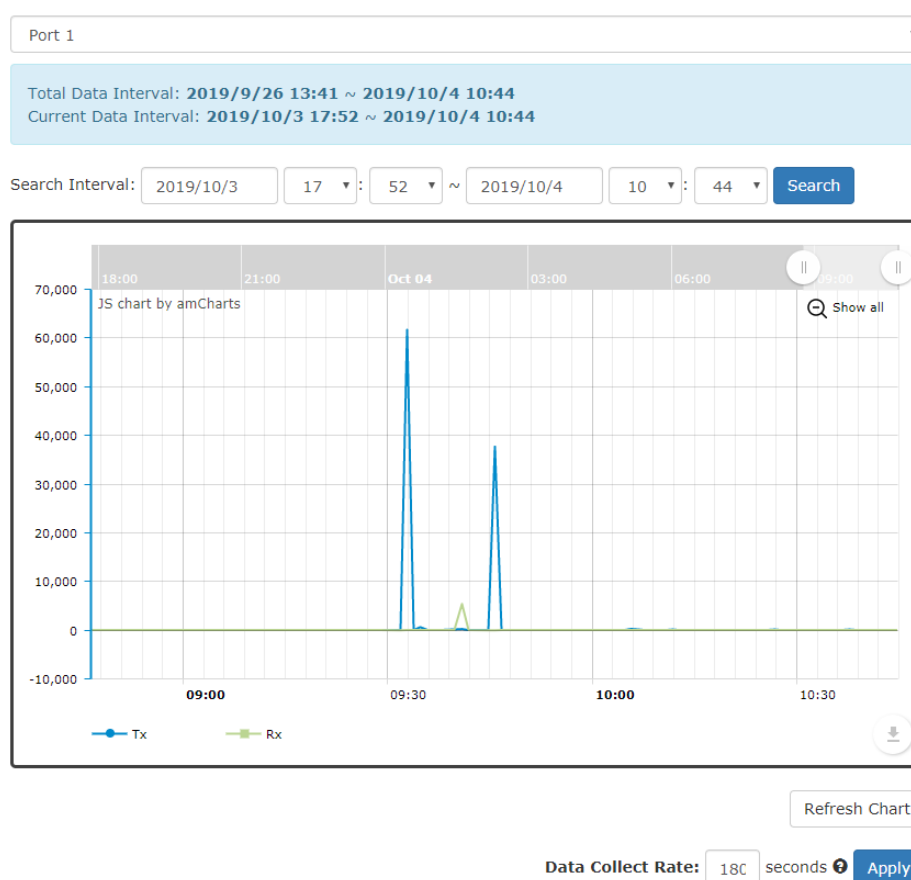 Port 1
Total Data Interval: 2019/9/26 13:41 ~ 2019/10/4 10:44
Current Data Interval: 2019/10/3 17:52 ~ 2019/10/4 10:44
Search Interval: 2019/10/3 17 : 52 ~ 2019/10/4 10 : 44 Search
18:00 21:00 Oct 04 03:00 06:00 09:00
JS chart by amCharts
Show all
70,000
60,000
50,000
40,000
30,000
20,000
10,000
0
-10,000
09:00 09:30 10:00 10:30
Tx Rx
Refresh Chart
Data Collect Rate: 180 seconds ? Apply